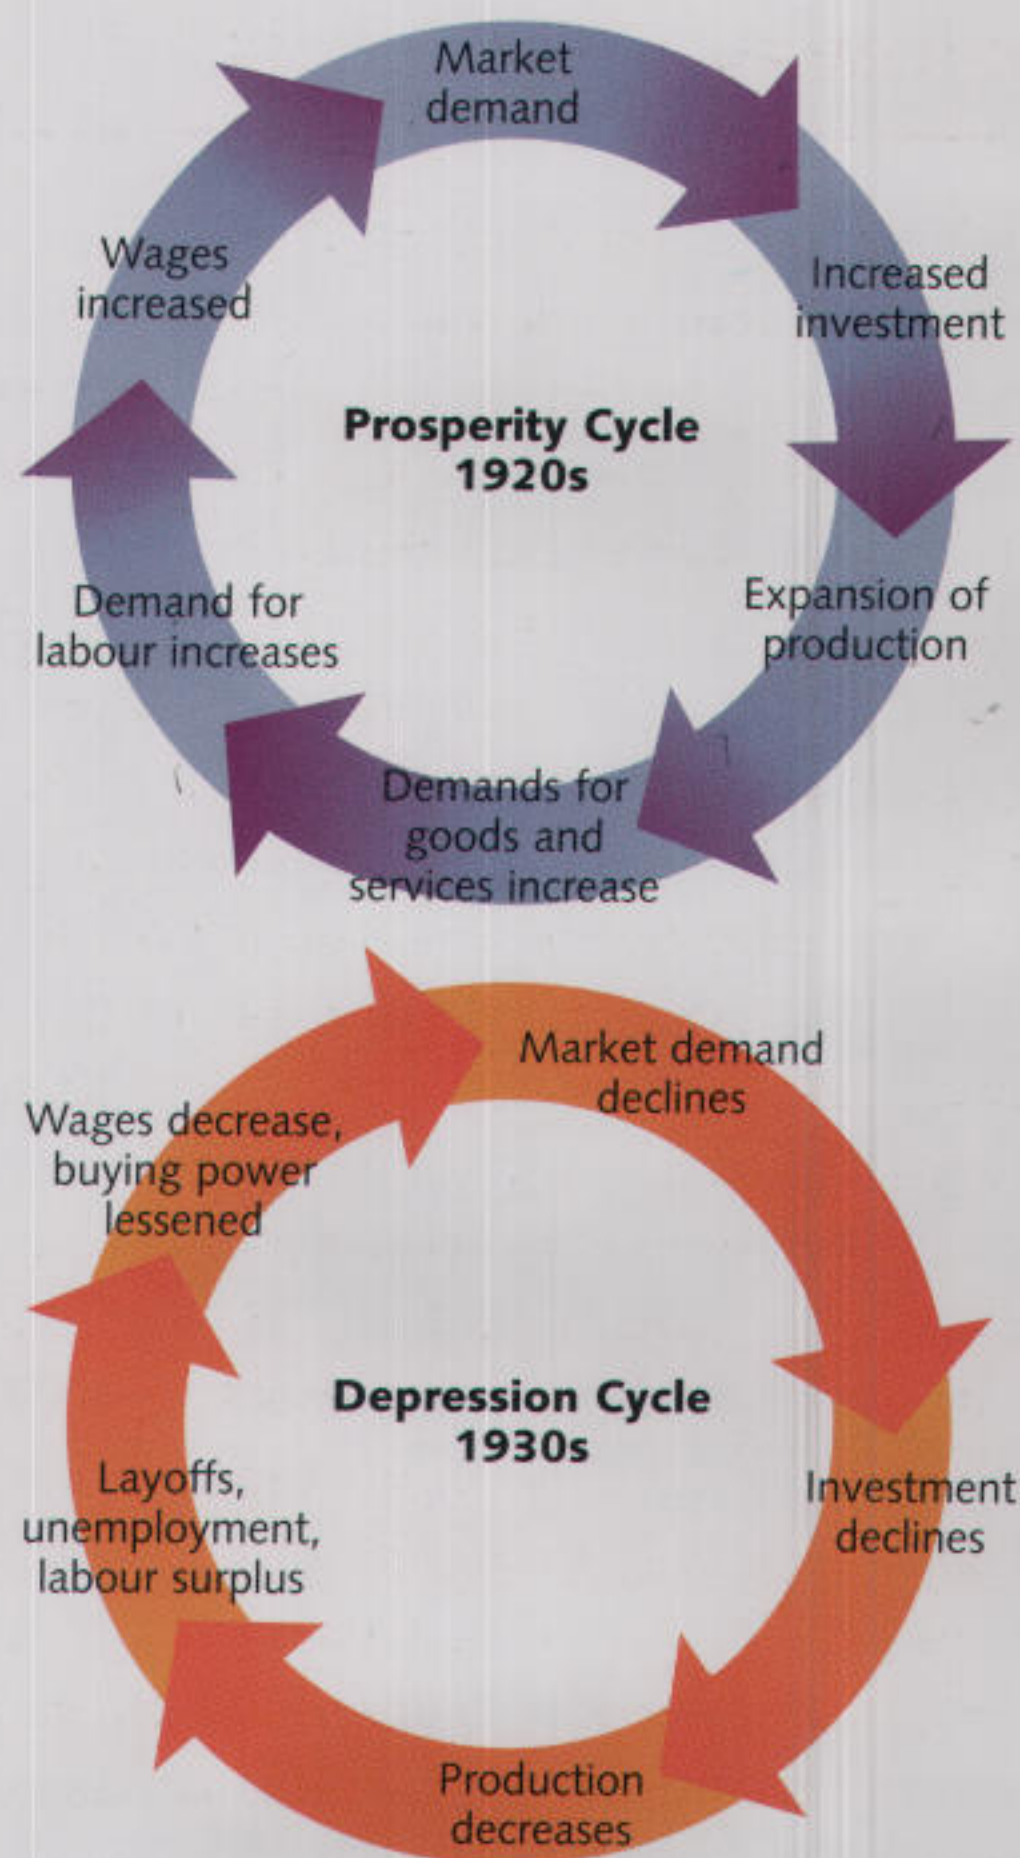 Market
demand
Increased
investment
Expansion of
production
Demands for
goods and
services increase
Demand for
labour increases
Wages
increased
Prosperity Cycle
1920s
Market demand
declines
Investment
declines
Production
decreases
Layoffs,
unemployment,
labour surplus
Wages decrease,
buying power
lessened
Depression Cycle
1930s